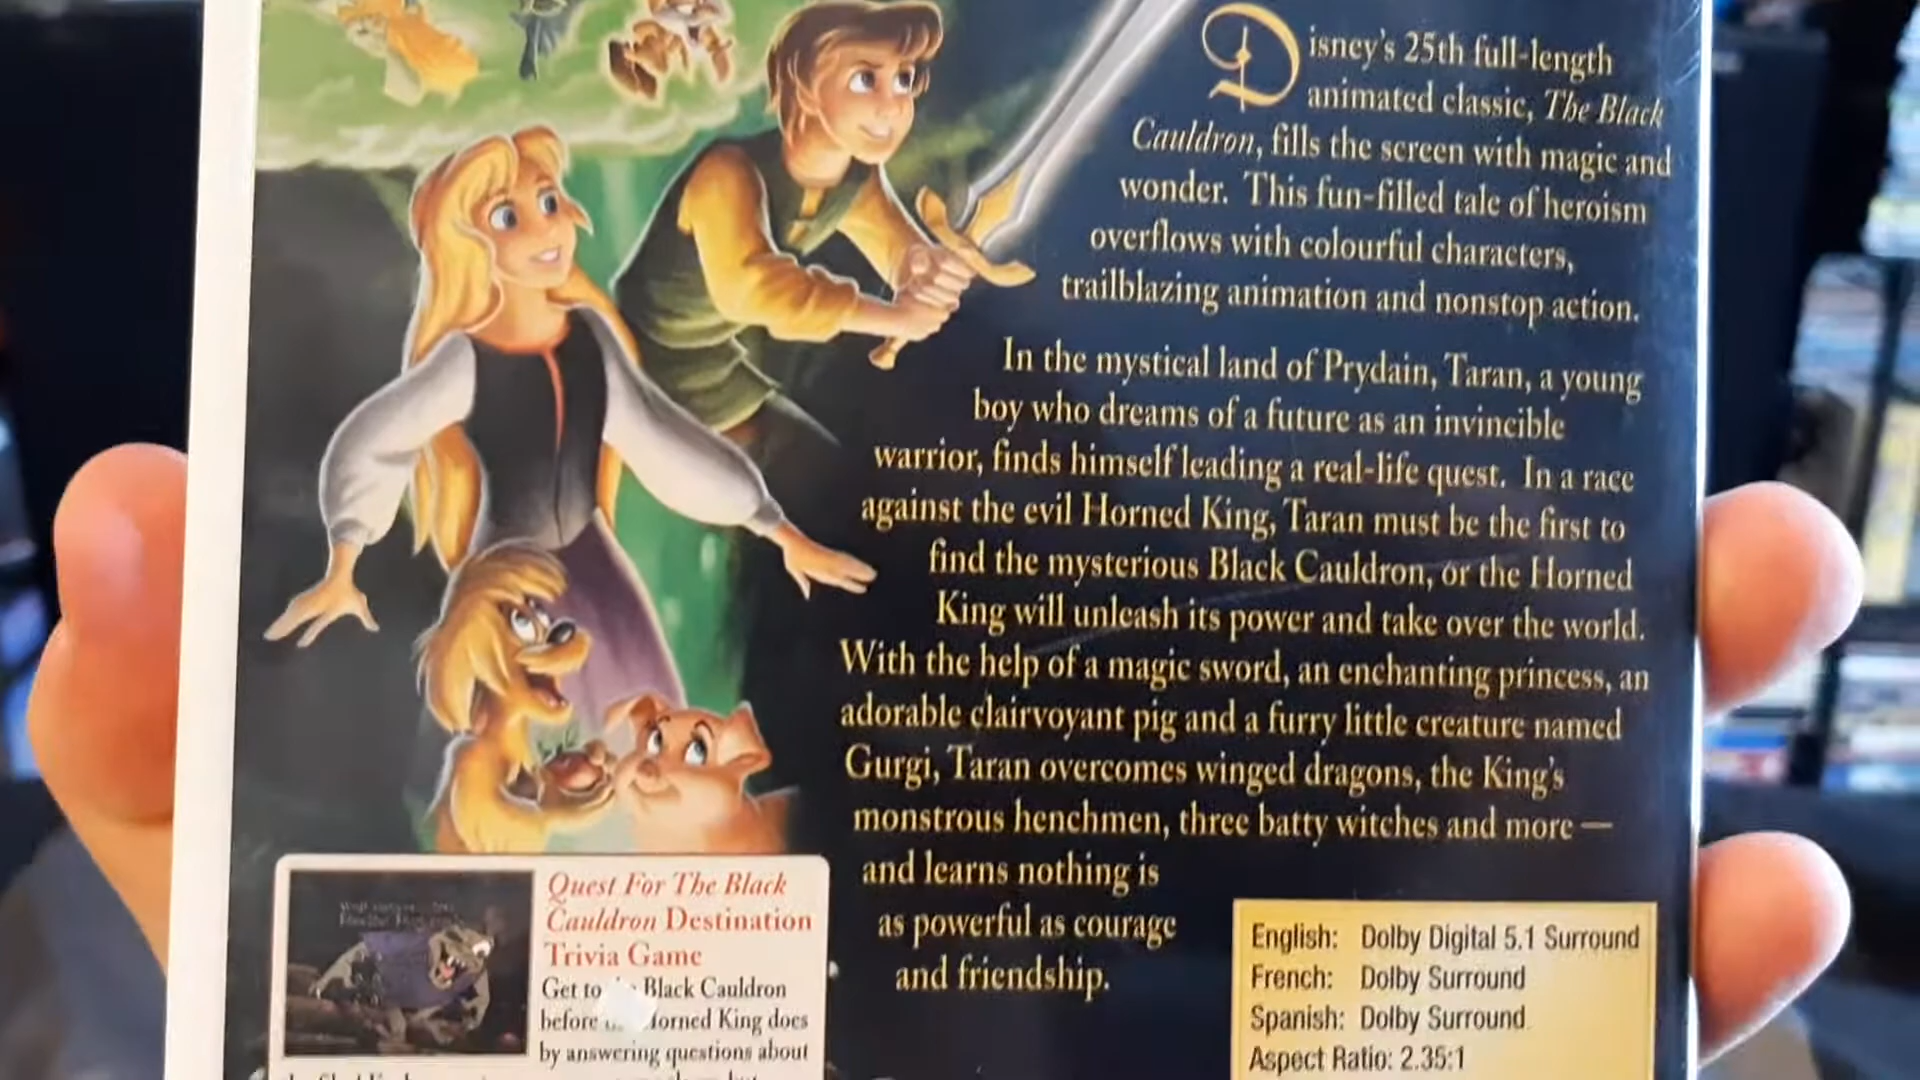 Disney's 25th full-length
animated classic, The Black
Cauldron, fills the screen with magic and
wonder. This fun-filled tale of heroism
overflows with colourful characters,
trailblazing animation and nonstop action.
In the mystical land of Prydain, Taran, a young
boy who dreams of a future as an invincible
warrior, finds himself leading a real-life quest. In a race
against the evil Horned King, Taran must be the first to
find the mysterious Black Cauldron, or the Horned
King will unleash its power and take over the world.
With the help of a magic sword, an enchanting princess, an
adorable clairvoyant pig and a furry little creature named
Gurgi, Taran overcomes winged dragons, the King's
monstrous henchmen, three batty witches and more —
and learns nothing is
as powerful as courage
and friendship.
Quest For The Black
Cauldron Destination
Trivia Game
Get to Black Cauldron
before Horned King does
by answering questions about
English: Dolby Digital 5.1 Surround
French: Dolby Surround
Spanish: Dolby Surround
Aspect Ratio: 2.35:1